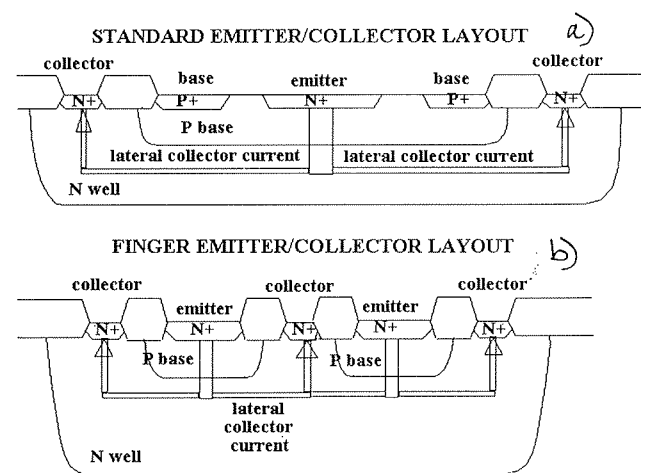 STANDARD EMITTER/COLLECTOR LAYOUT a)
collector collector
base emitter base
N+ P+ N+ P+ N+
P base
lateral collector current lateral collector current
N well
FINGER EMITTER/COLLECTOR LAYOUT b)
collector collector collector
emitter emitter
N+ N+ N+ N+ N+
P base P base
lateral
collector
current
N well